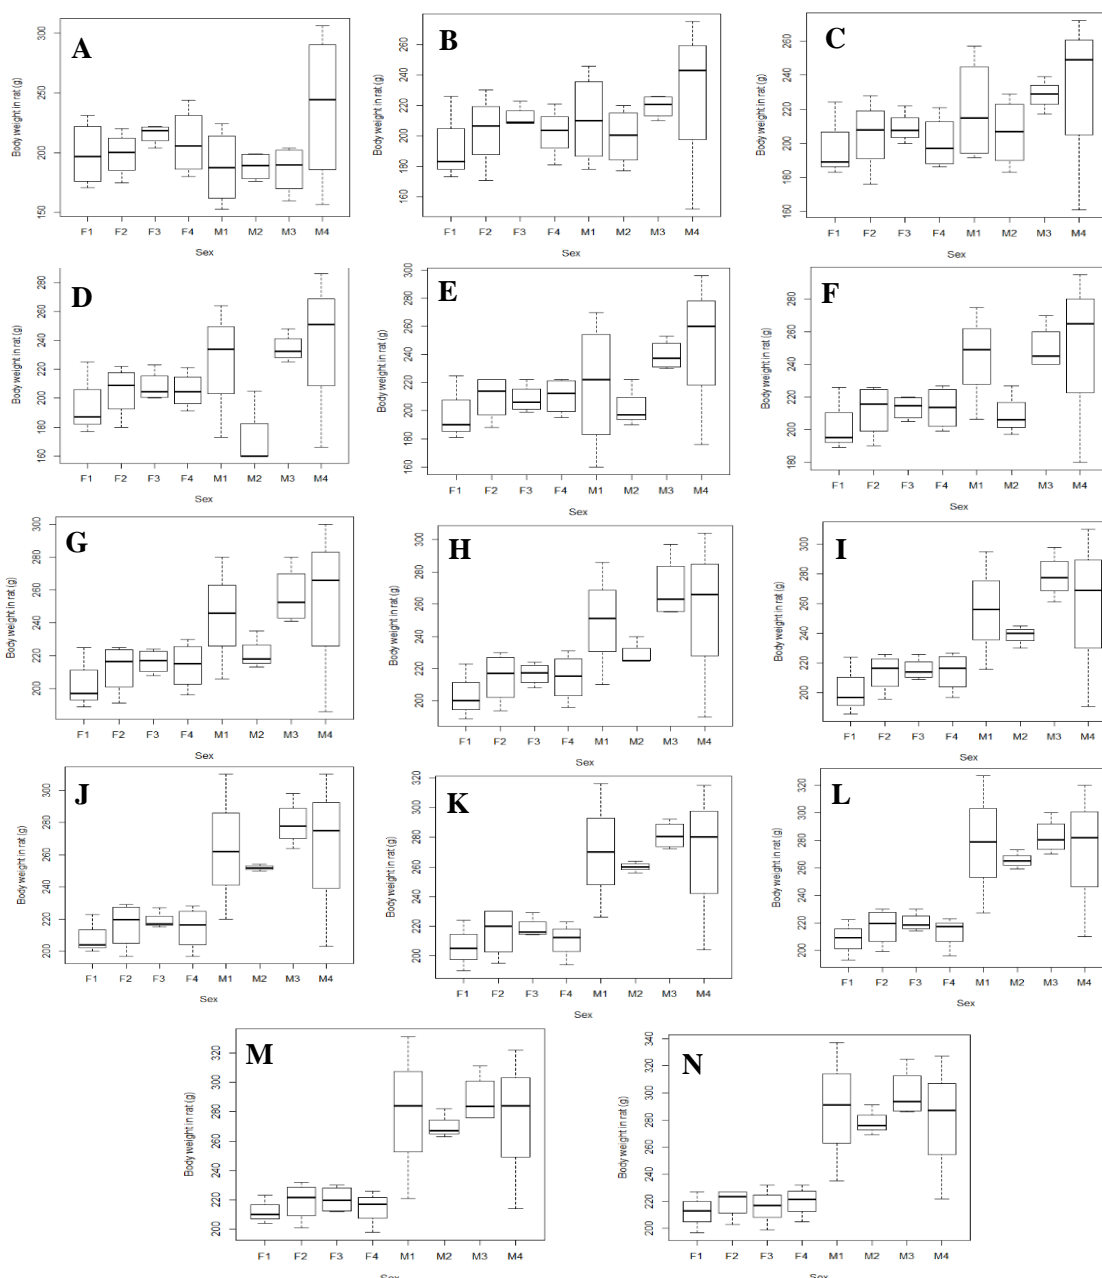 A
Body weight in rat (g)
150 200 250 300
F1 F2 F3 F4 M1 M2 M3 M4
Sex
B
Body weight in rat (g)
160 180 200 220 240 260
F1 F2 F3 F4 M1 M2 M3 M4
Sex
C
Body weight in rat (g)
160 180 200 220 240 260
F1 F2 F3 F4 M1 M2 M3 M4
Sex
D
Body weight in rat (g)
160 180 200 220 240 260 280
F1 F2 F3 F4 M1 M2 M3 M4
Sex
E
Body weight in rat (g)
160 180 200 220 240 260 280 300
F1 F2 F3 F4 M1 M2 M3 M4
Sex
F
Body weight in rat (g)
180 200 220 240 260 280
F1 F2 F3 F4 M1 M2 M3 M4
Sex
G
Body weight in rat (g)
200 220 240 260 280 300
F1 F2 F3 F4 M1 M2 M3 M4
Sex
H
Body weight in rat (g)
200 220 240 260 280 300
F1 F2 F3 F4 M1 M2 M3 M4
Sex
I
Body weight in rat (g)
200 220 240 260 280 300
F1 F2 F3 F4 M1 M2 M3 M4
Sex
J
Body weight in rat (g)
200 220 240 260 280 300
F1 F2 F3 F4 M1 M2 M3 M4
Sex
K
Body weight in rat (g)
200 220 240 260 280 300 320
F1 F2 F3 F4 M1 M2 M3 M4
Sex
L
Body weight in rat (g)
200 220 240 260 280 300 320
F1 F2 F3 F4 M1 M2 M3 M4
Sex
M
Body weight in rat (g)
200 220 240 260 280 300 320
F1 F2 F3 F4 M1 M2 M3 M4
Sex
N
Body weight in rat (g)
200 220 240 260 280 300 320 340
F1 F2 F3 F4 M1 M2 M3 M4
Sex